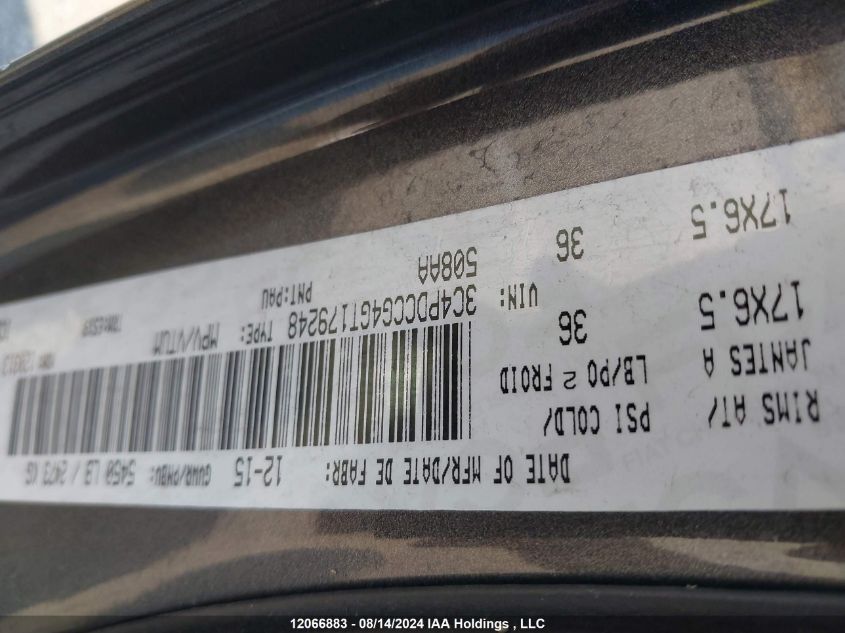 DATE OF MFR/DATE DE FABR: 12-15 GVWR/PNBV: 5450 LB / 2473 KG
RIMS AT/ PSI COLD/
JANTES A LB/PO 2 FROID
17X6.5 36
17X6.5 36
VIN: 3C4PDCCG4GT179248 TYPE: MPV/VTUM
508AA PNT:PAU
12066883 - 08/14/2024 IAA Holdings , LLC